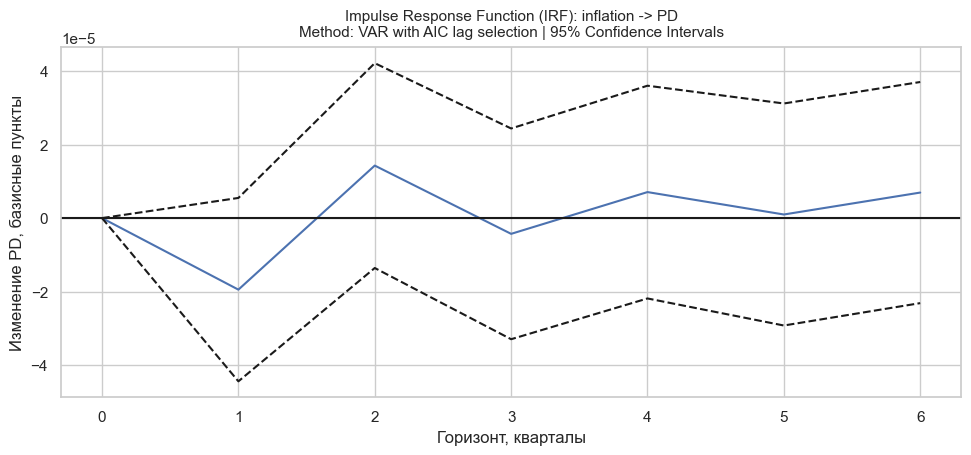 Impulse Response Function (IRF): inflation -> PD
Method: VAR with AIC lag selection | 95% Confidence Intervals
1e−5
Изменение PD, базисные пункты
4
2
0
−2
−4
0 1 2 3 4 5 6
Горизонт, кварталы